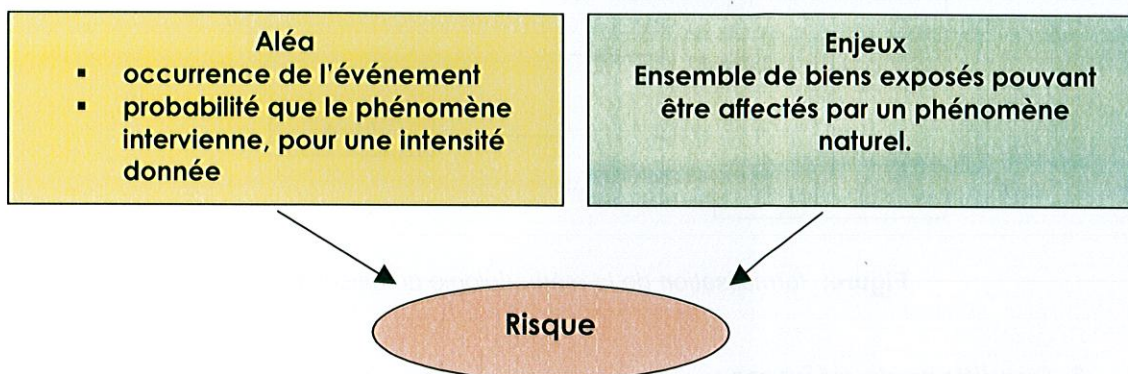 Aléa
▪ occurrence de l'événement
▪ probabilité que le phénomène
intervienne, pour une intensité
donnée
Enjeux
Ensemble de biens exposés pouvant
être affectés par un phénomène
naturel.
Risque